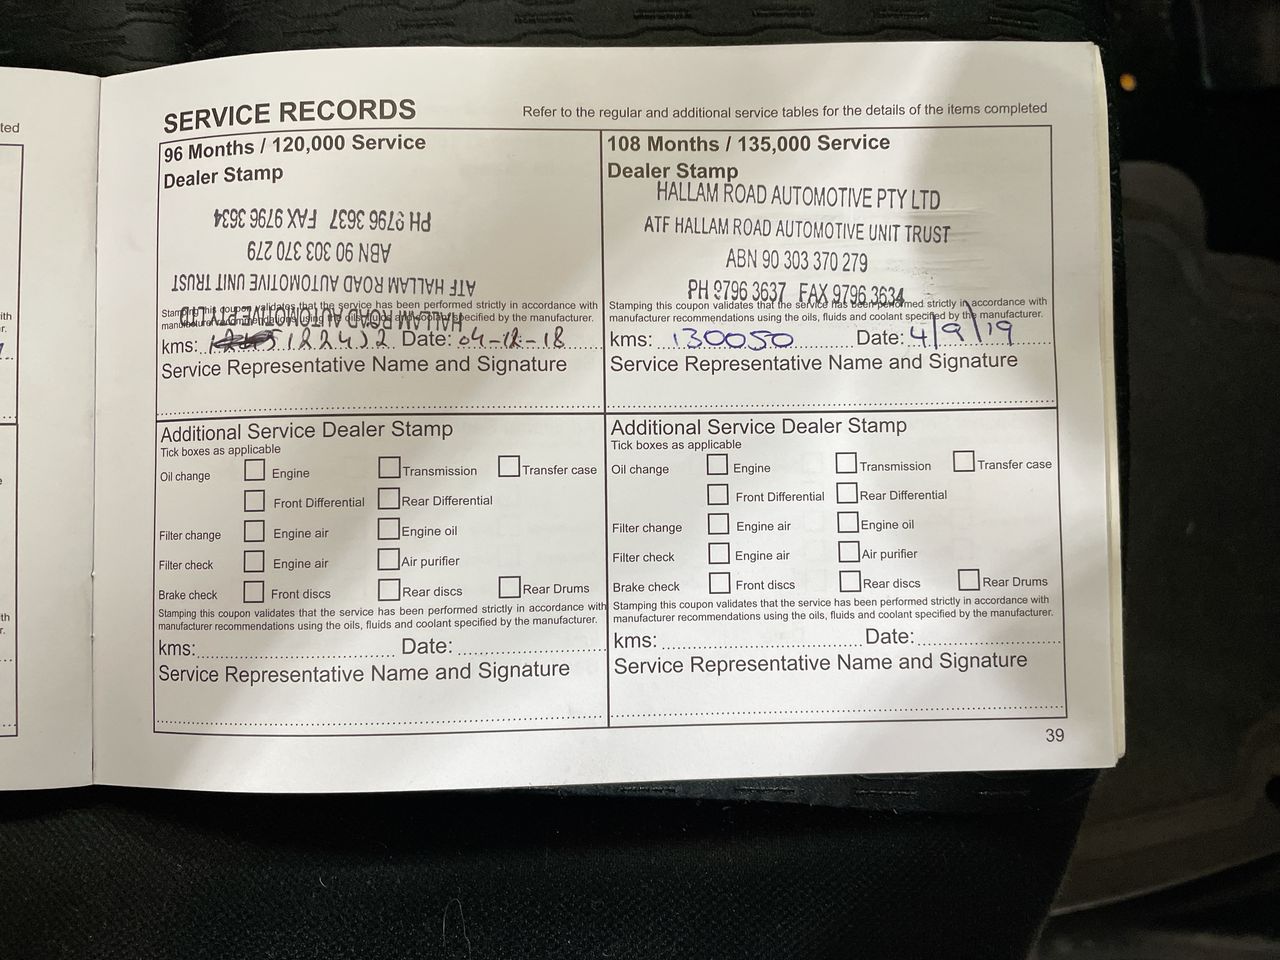 ted
ith
r.
th
r.
SERVICE RECORDS
Refer to the regular and additional service tables for the details of the items completed
96 Months / 120,000 Service
Dealer Stamp
PH 9796 3637 FAX 9796 3634
ABN 90 303 370 279
ATF HALLAM ROAD AUTOMOTIVE UNIT TRUST
HALLAM ROAD AUTOMOTIVE PTY LTD
Stamping this coupon validates that the service has been performed strictly in accordance with
manufacturer recommendations using the oils, fluids and coolant specified by the manufacturer.
kms: 122452 Date: 04-12-18
Service Representative Name and Signature
108 Months / 135,000 Service
Dealer Stamp
HALLAM ROAD AUTOMOTIVE PTY LTD
ATF HALLAM ROAD AUTOMOTIVE UNIT TRUST
ABN 90 303 370 279
PH 9796 3637 FAX 9796 3634
Stamping this coupon validates that the service has been performed strictly in accordance with
manufacturer recommendations using the oils, fluids and coolant specified by the manufacturer.
kms: 130050 Date: 4/9/19
Service Representative Name and Signature
Additional Service Dealer Stamp
Tick boxes as applicable
Oil change Engine Transmission Transfer case
Front Differential Rear Differential
Filter change Engine air Engine oil
Filter check Engine air Air purifier
Brake check Front discs Rear discs Rear Drums
Stamping this coupon validates that the service has been performed strictly in accordance with
manufacturer recommendations using the oils, fluids and coolant specified by the manufacturer.
kms: Date:
Service Representative Name and Signature
Additional Service Dealer Stamp
Tick boxes as applicable
Oil change Engine Transmission Transfer case
Front Differential Rear Differential
Filter change Engine air Engine oil
Filter check Engine air Air purifier
Brake check Front discs Rear discs Rear Drums
Stamping this coupon validates that the service has been performed strictly in accordance with
manufacturer recommendations using the oils, fluids and coolant specified by the manufacturer.
kms: Date:
Service Representative Name and Signature
39